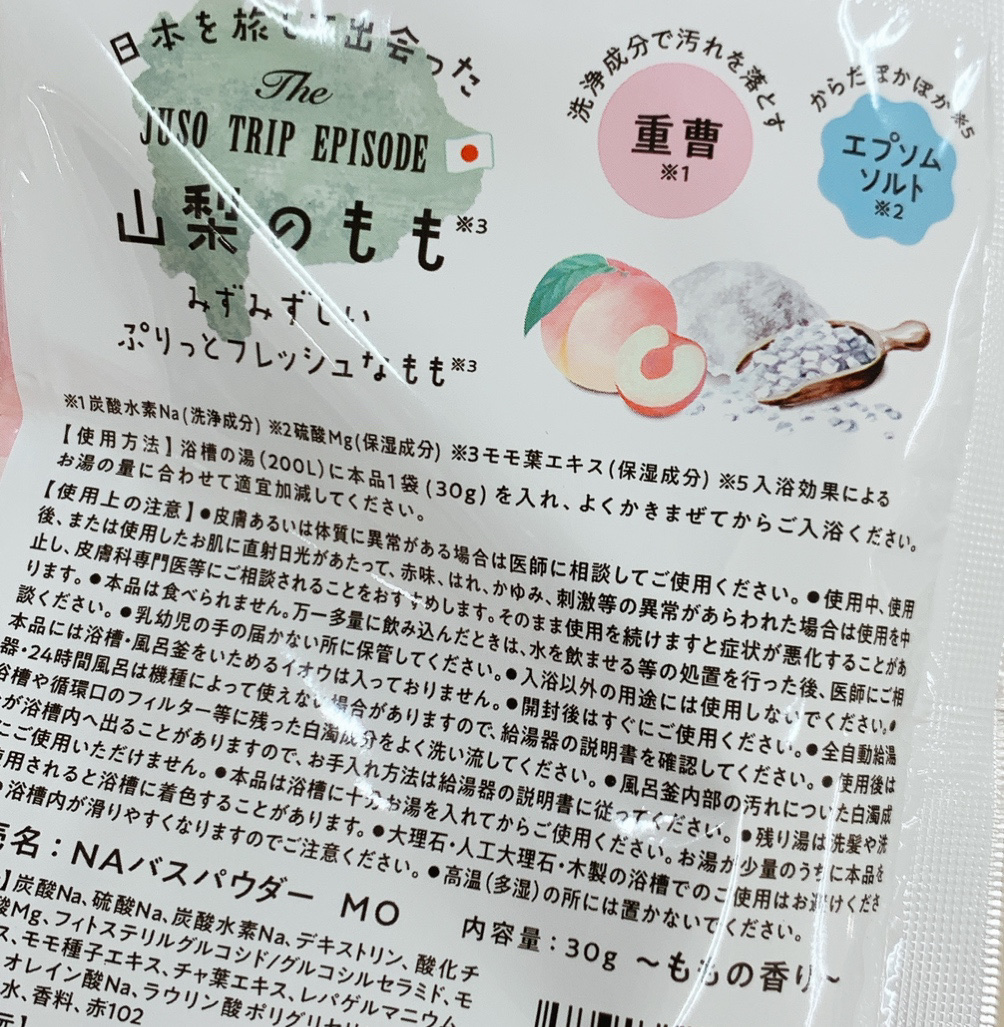 日本を旅して出会った
The
JUSO TRIP EPISODE
山梨のもも※3
みずみずしい
ぷりっとフレッシュなもも※3
洗浄成分で汚れを落とす
重曹
※1
からだぽかぽか※5
エプソム
ソルト
※2
※1炭酸水素Na(洗浄成分) ※2硫酸Mg(保湿成分) ※3モモ葉エキス(保湿成分) ※5入浴効果による
【使用方法】浴槽の湯(200L)に本品1袋(30g)を入れ、よくかきまぜてからご入浴ください。
お湯の量に合わせて適宜加減してください。
【使用上の注意】●皮膚あるいは体質に異常がある場合は医師に相談してご使用ください。●使用中、使用
後、または使用したお肌に直射日光があたって、赤味、はれ、かゆみ、刺激等の異常があらわれた場合は使用を中
止し、皮膚科専門医等にご相談されることをおすすめします。そのまま使用を続けますと症状が悪化することがあ
ります。●本品は食べられません。万一多量に飲み込んだときは、水を飲ませる等の処置を行った後、医師にご相
談ください。●乳幼児の手の届かない所に保管してください。●入浴以外の用途には使用しないでください。●
本品には浴槽・風呂釜をいためるイオウは入っておりません。●開封後はすぐにご使用ください。●全自動給湯
器・24時間風呂は機種によって使えない場合がありますので、給湯器の説明書を確認してください。●使用後は
浴槽や循環口のフィルター等に残った白濁成分をよく洗い流してください。●風呂釜内部の汚れについた白濁成
が浴槽内へ出ることがありますので、お手入れ方法は給湯器の説明書に従ってください。●残り湯は洗髪や洗
にご使用いただけません。●本品は浴槽に十分お湯を入れてからご使用ください。お湯が少量のうちに本品を
用されると浴槽に着色することがあります。●大理石・人工大理石・木製の浴槽でのご使用はお避けくださ
●浴槽内が滑りやすくなりますのでご注意ください。●高温(多湿)の所には置かないでください。
売名：NAバスパウダー MO
内容量：30g ～ももの香り～
】炭酸Na、硫酸Na、炭酸水素Na、デキストリン、酸化チ
酸Mg、フィトステリルグルコシド/グルコシルセラミド、モ
ス、モモ種子エキス、チャ葉エキス、レパゲルマニウム
オレイン酸Na、ラウリン酸ポリグリセリ
水、香料、赤102
元】